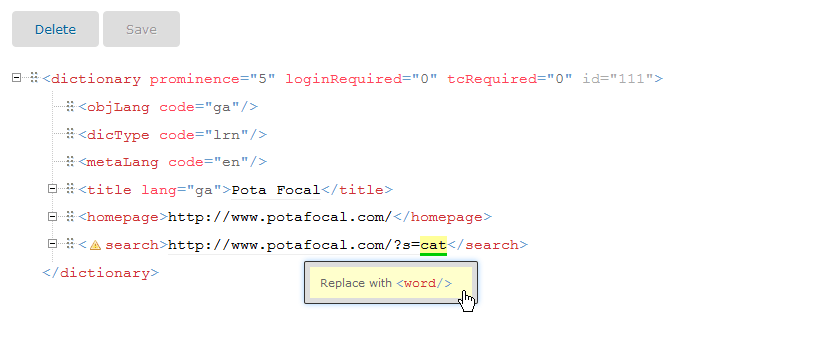 Delete Save
<dictionary prominence="5" loginRequired="0" tcRequired="0" id="111">
<objLang code="ga"/>
<dicType code="lrn"/>
<metaLang code="en"/>
<title lang="ga">Pota Focal</title>
<homepage>http://www.potafocal.com/</homepage>
<search>http://www.potafocal.com/?s=cat</search>
</dictionary>
Replace with <word/>